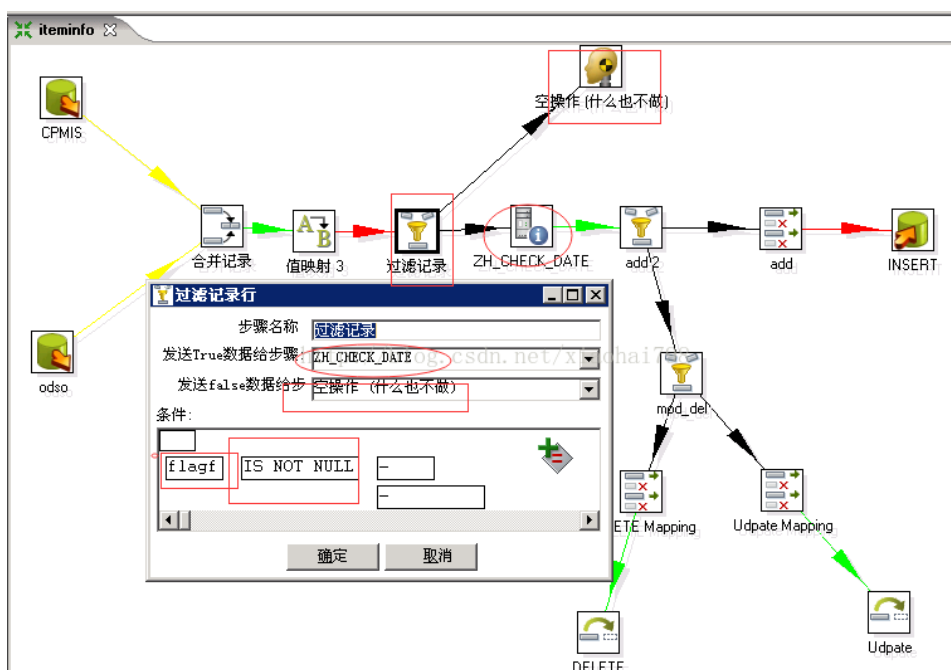 iteminfo
空操作 (什么也不做)
CPMIS
合并记录
值映射 3
过滤记录
ZH_CHECK_DATE
add 2
add
INSERT
odso
过滤记录行
步骤名称
过滤记录
发送True数据给步骤
ZH_CHECK_DATE
发送false数据给步
空操作 (什么也不做)
条件:
flagf
IS NOT NULL
-
-
确定
取消
mod_del
ETE Mapping
Udpate Mapping
DELETE
Udpate